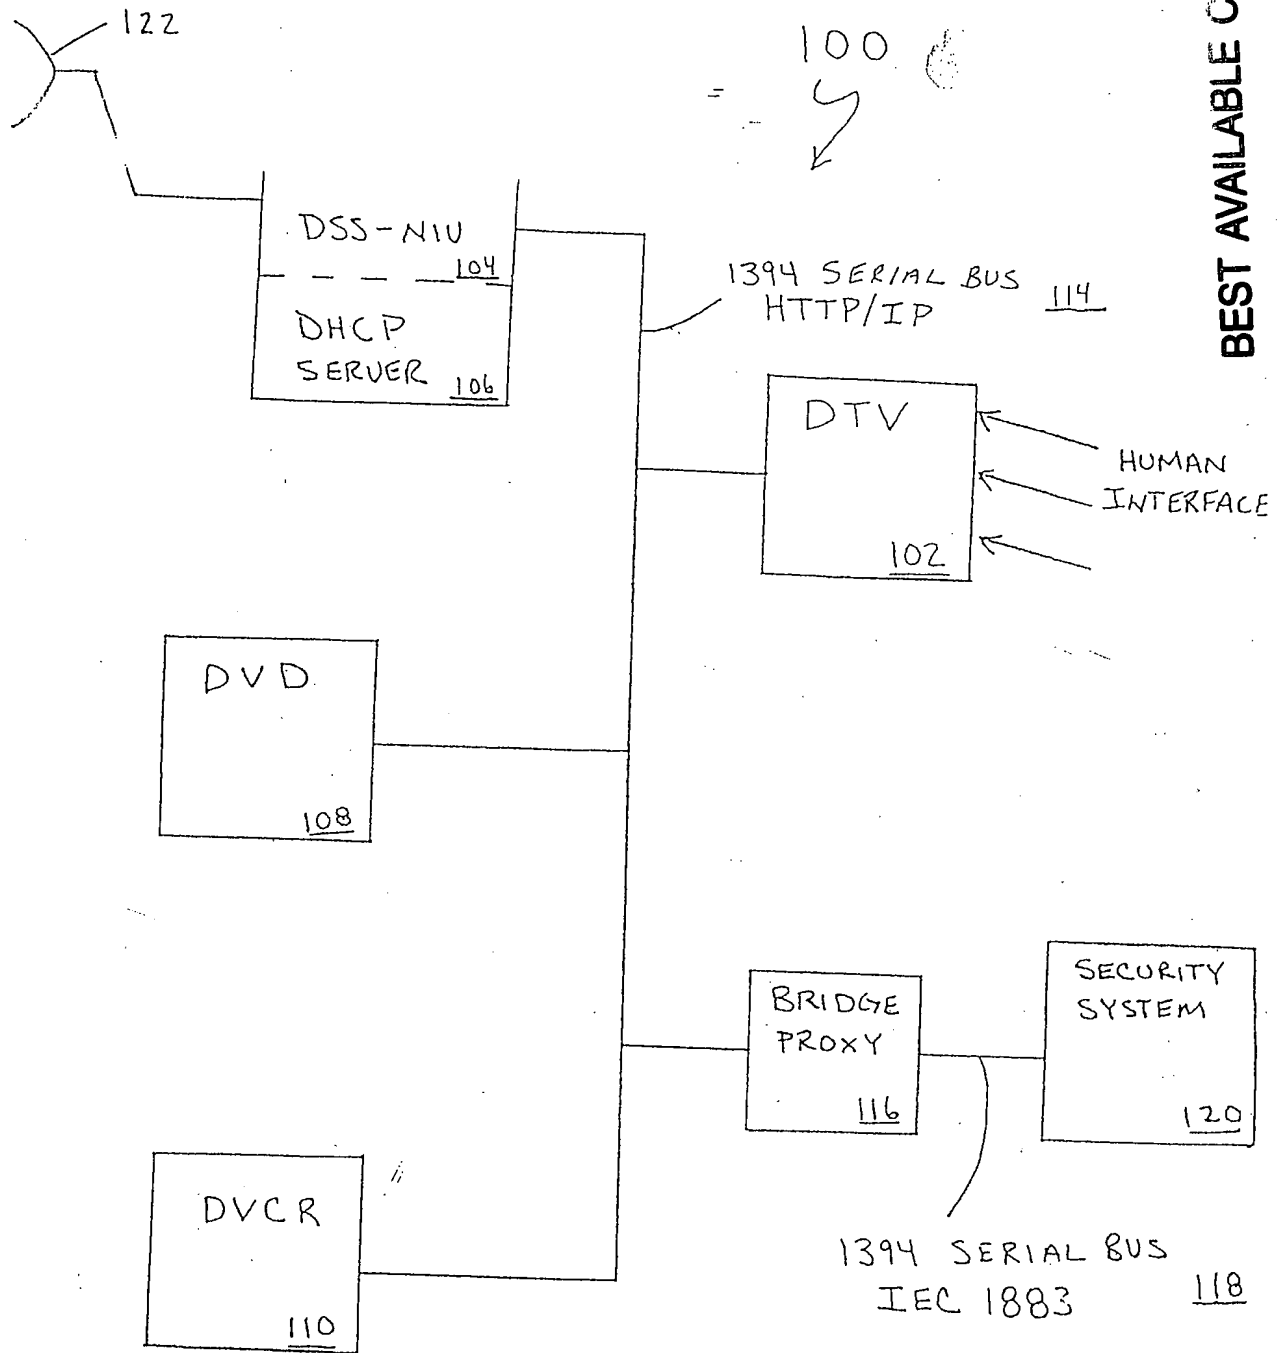 122
100
BEST AVAILABLE
DSS-NIU
104
DHCP
SERVER
106
1394 SERIAL BUS
HTTP/IP
114
DTV
102
HUMAN
INTERFACE
DVD
108
BRIDGE
PROXY
116
SECURITY
SYSTEM
120
DVCR
110
1394 SERIAL BUS
IEC 1883
118